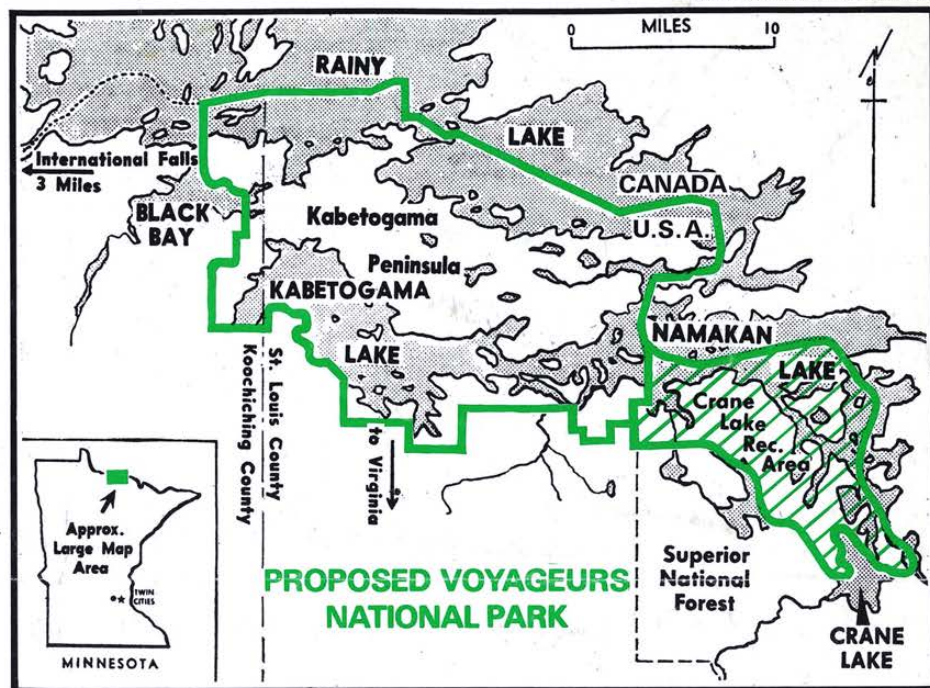 MILES
0 10
RAINY
LAKE
International Falls
3 Miles
CANADA
U.S.A.
BLACK
BAY
Kabetogama
Peninsula
KABETOGAMA
LAKE
NAMAKAN
LAKE
Crane
Lake
Rec.
Area
Koochiching County
St. Louis County
to Virginia
Superior
National
Forest
CRANE
LAKE
PROPOSED VOYAGEURS
NATIONAL PARK
Approx.
Large Map
Area
TWIN
CITIES
MINNESOTA